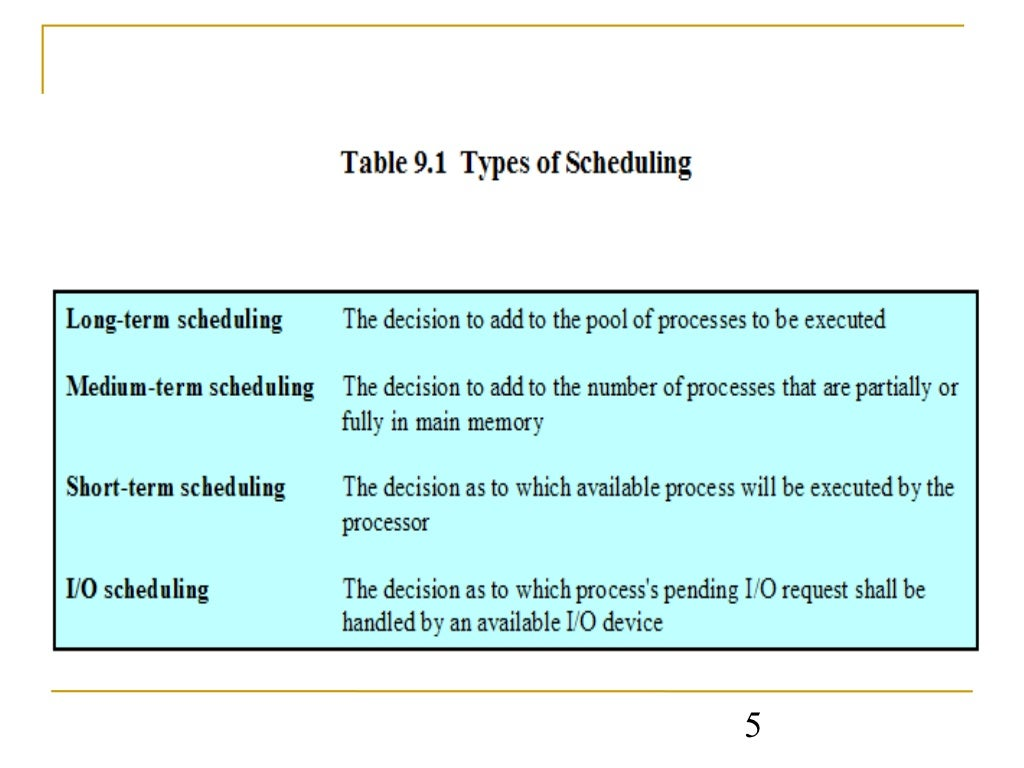 Table 9.1  Types of Scheduling
Long-term scheduling The decision to add to the pool of processes to be executed
Medium-term scheduling The decision to add to the number of processes that are partially or
fully in main memory
Short-term scheduling The decision as to which available process will be executed by the
processor
I/O scheduling The decision as to which process's pending I/O request shall be
handled by an available I/O device
5